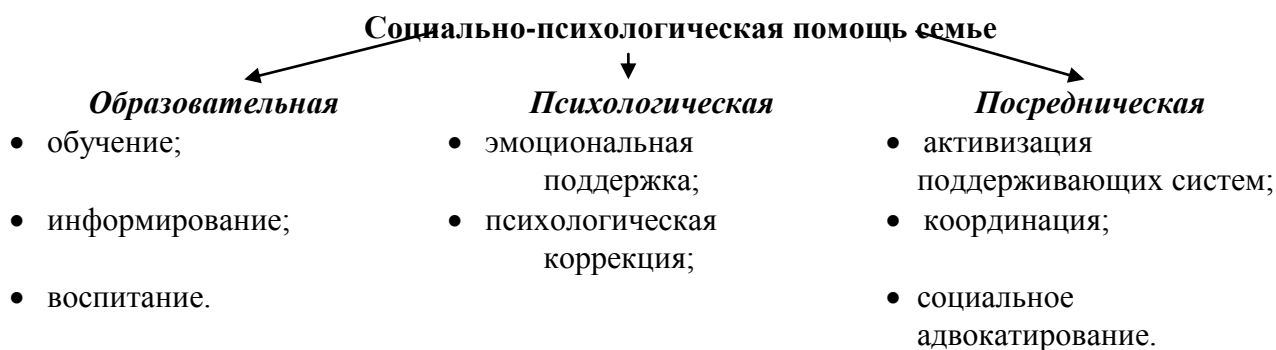 Социально-психологическая помощь семье
Образовательная
• обучение;
• информирование;
• воспитание.
Психологическая
• эмоциональная
поддержка;
• психологическая
коррекция;
Посредническая
• активизация
поддерживающих систем;
• координация;
• социальное
адвокатирование.